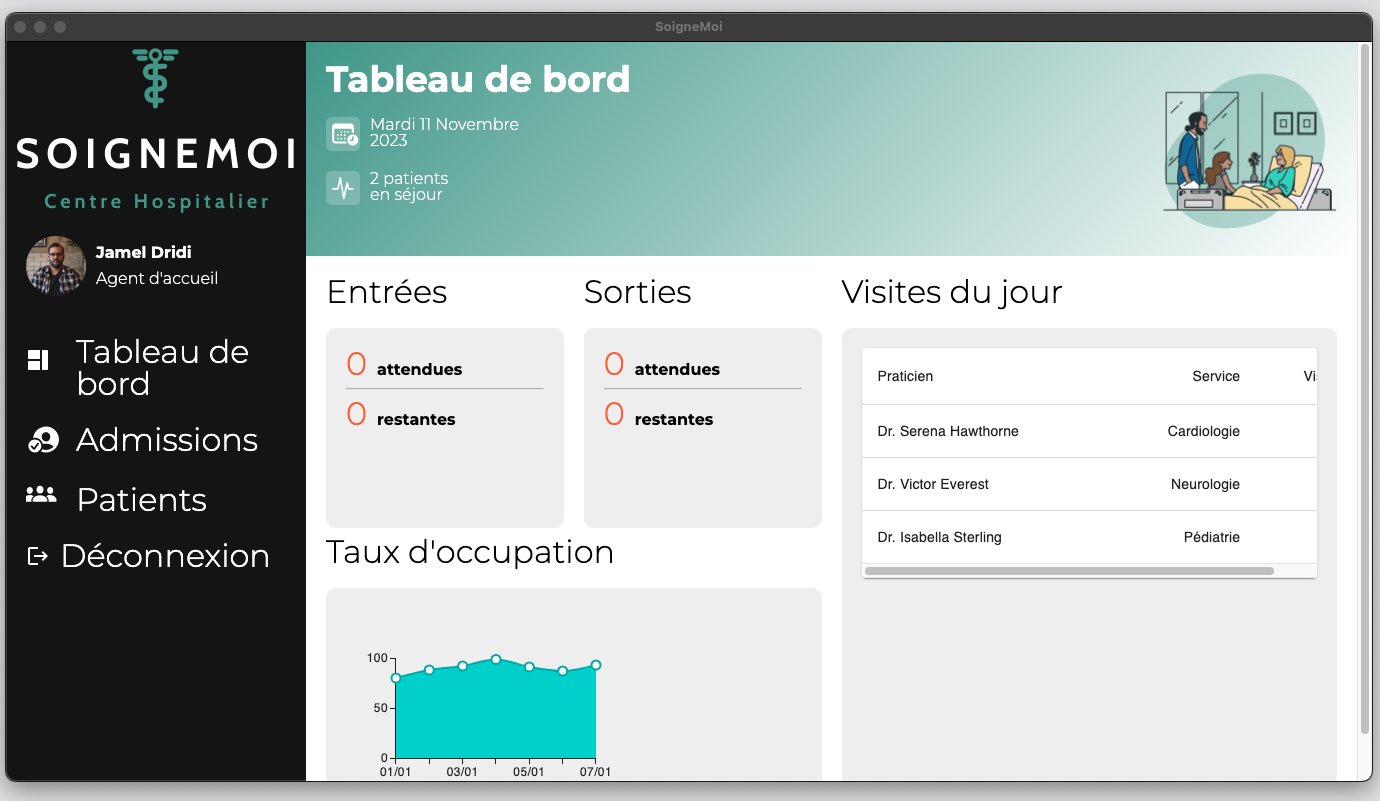 SoigneMoi
SOIGNEMOI
Centre Hospitalier
Jamel Dridi
Agent d'accueil
Tableau de
bord
Admissions
Patients
Déconnexion
Tableau de bord
Mardi 11 Novembre
2023
2 patients
en séjour
Entrées
0 attendues
0 restantes
Sorties
0 attendues
0 restantes
Visites du jour
Praticien Service
Dr. Serena Hawthorne Cardiologie
Dr. Victor Everest Neurologie
Dr. Isabella Sterling Pédiatrie
Taux d'occupation
100
50
0
01/01 03/01 05/01 07/01